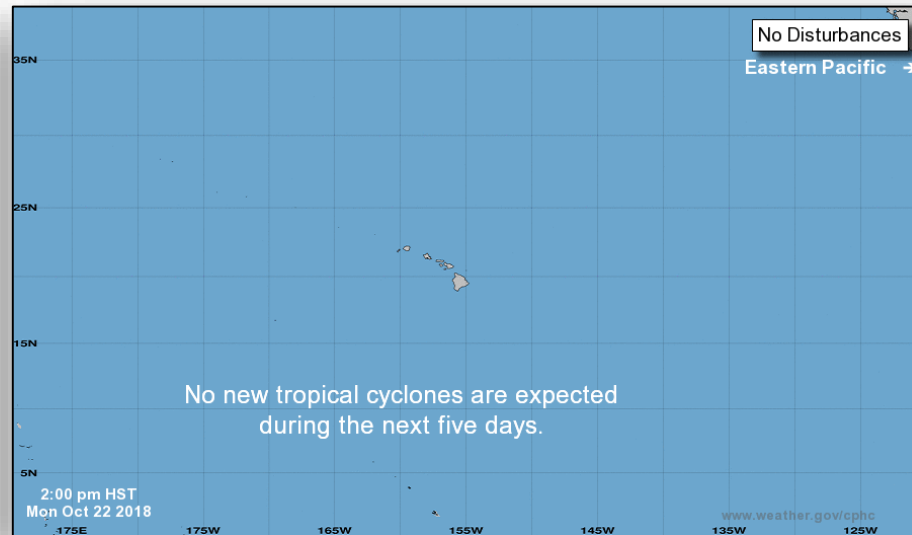 No Disturbances
Eastern Pacific →
35N
25N
15N
No new tropical cyclones are expected
during the next five days.
5N
2:00 pm HST
Mon Oct 22 2018
www.weather.gov/cphc
175E 175W 165W 155W 145W 135W 125W